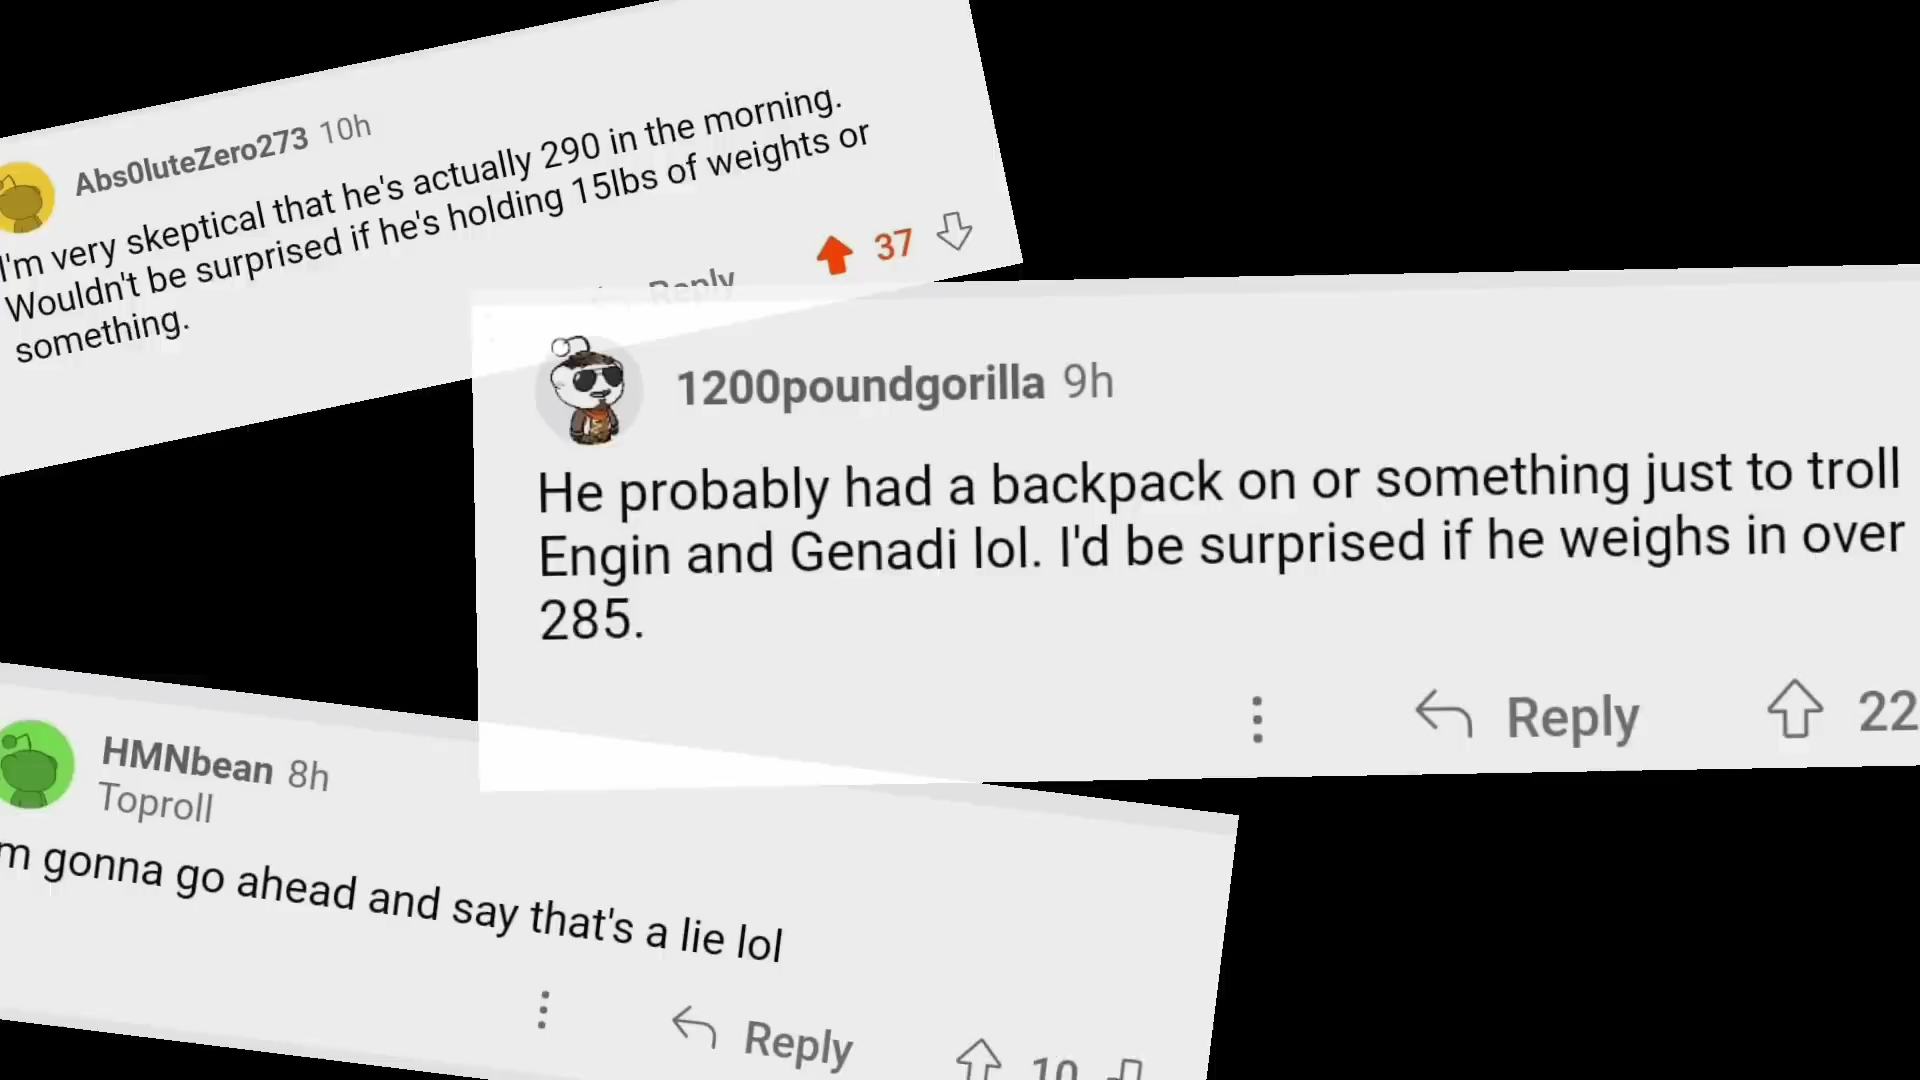 Abs0luteZero273 10h
I'm very skeptical that he's actually 290 in the morning.
Wouldn't be surprised if he's holding 15lbs of weights or
something.
Reply 37
1200poundgorilla 9h
He probably had a backpack on or something just to troll
Engin and Genadi lol. I'd be surprised if he weighs in over
285.
Reply 22
HMNbean 8h
Toproll
m gonna go ahead and say that's a lie lol
Reply 10